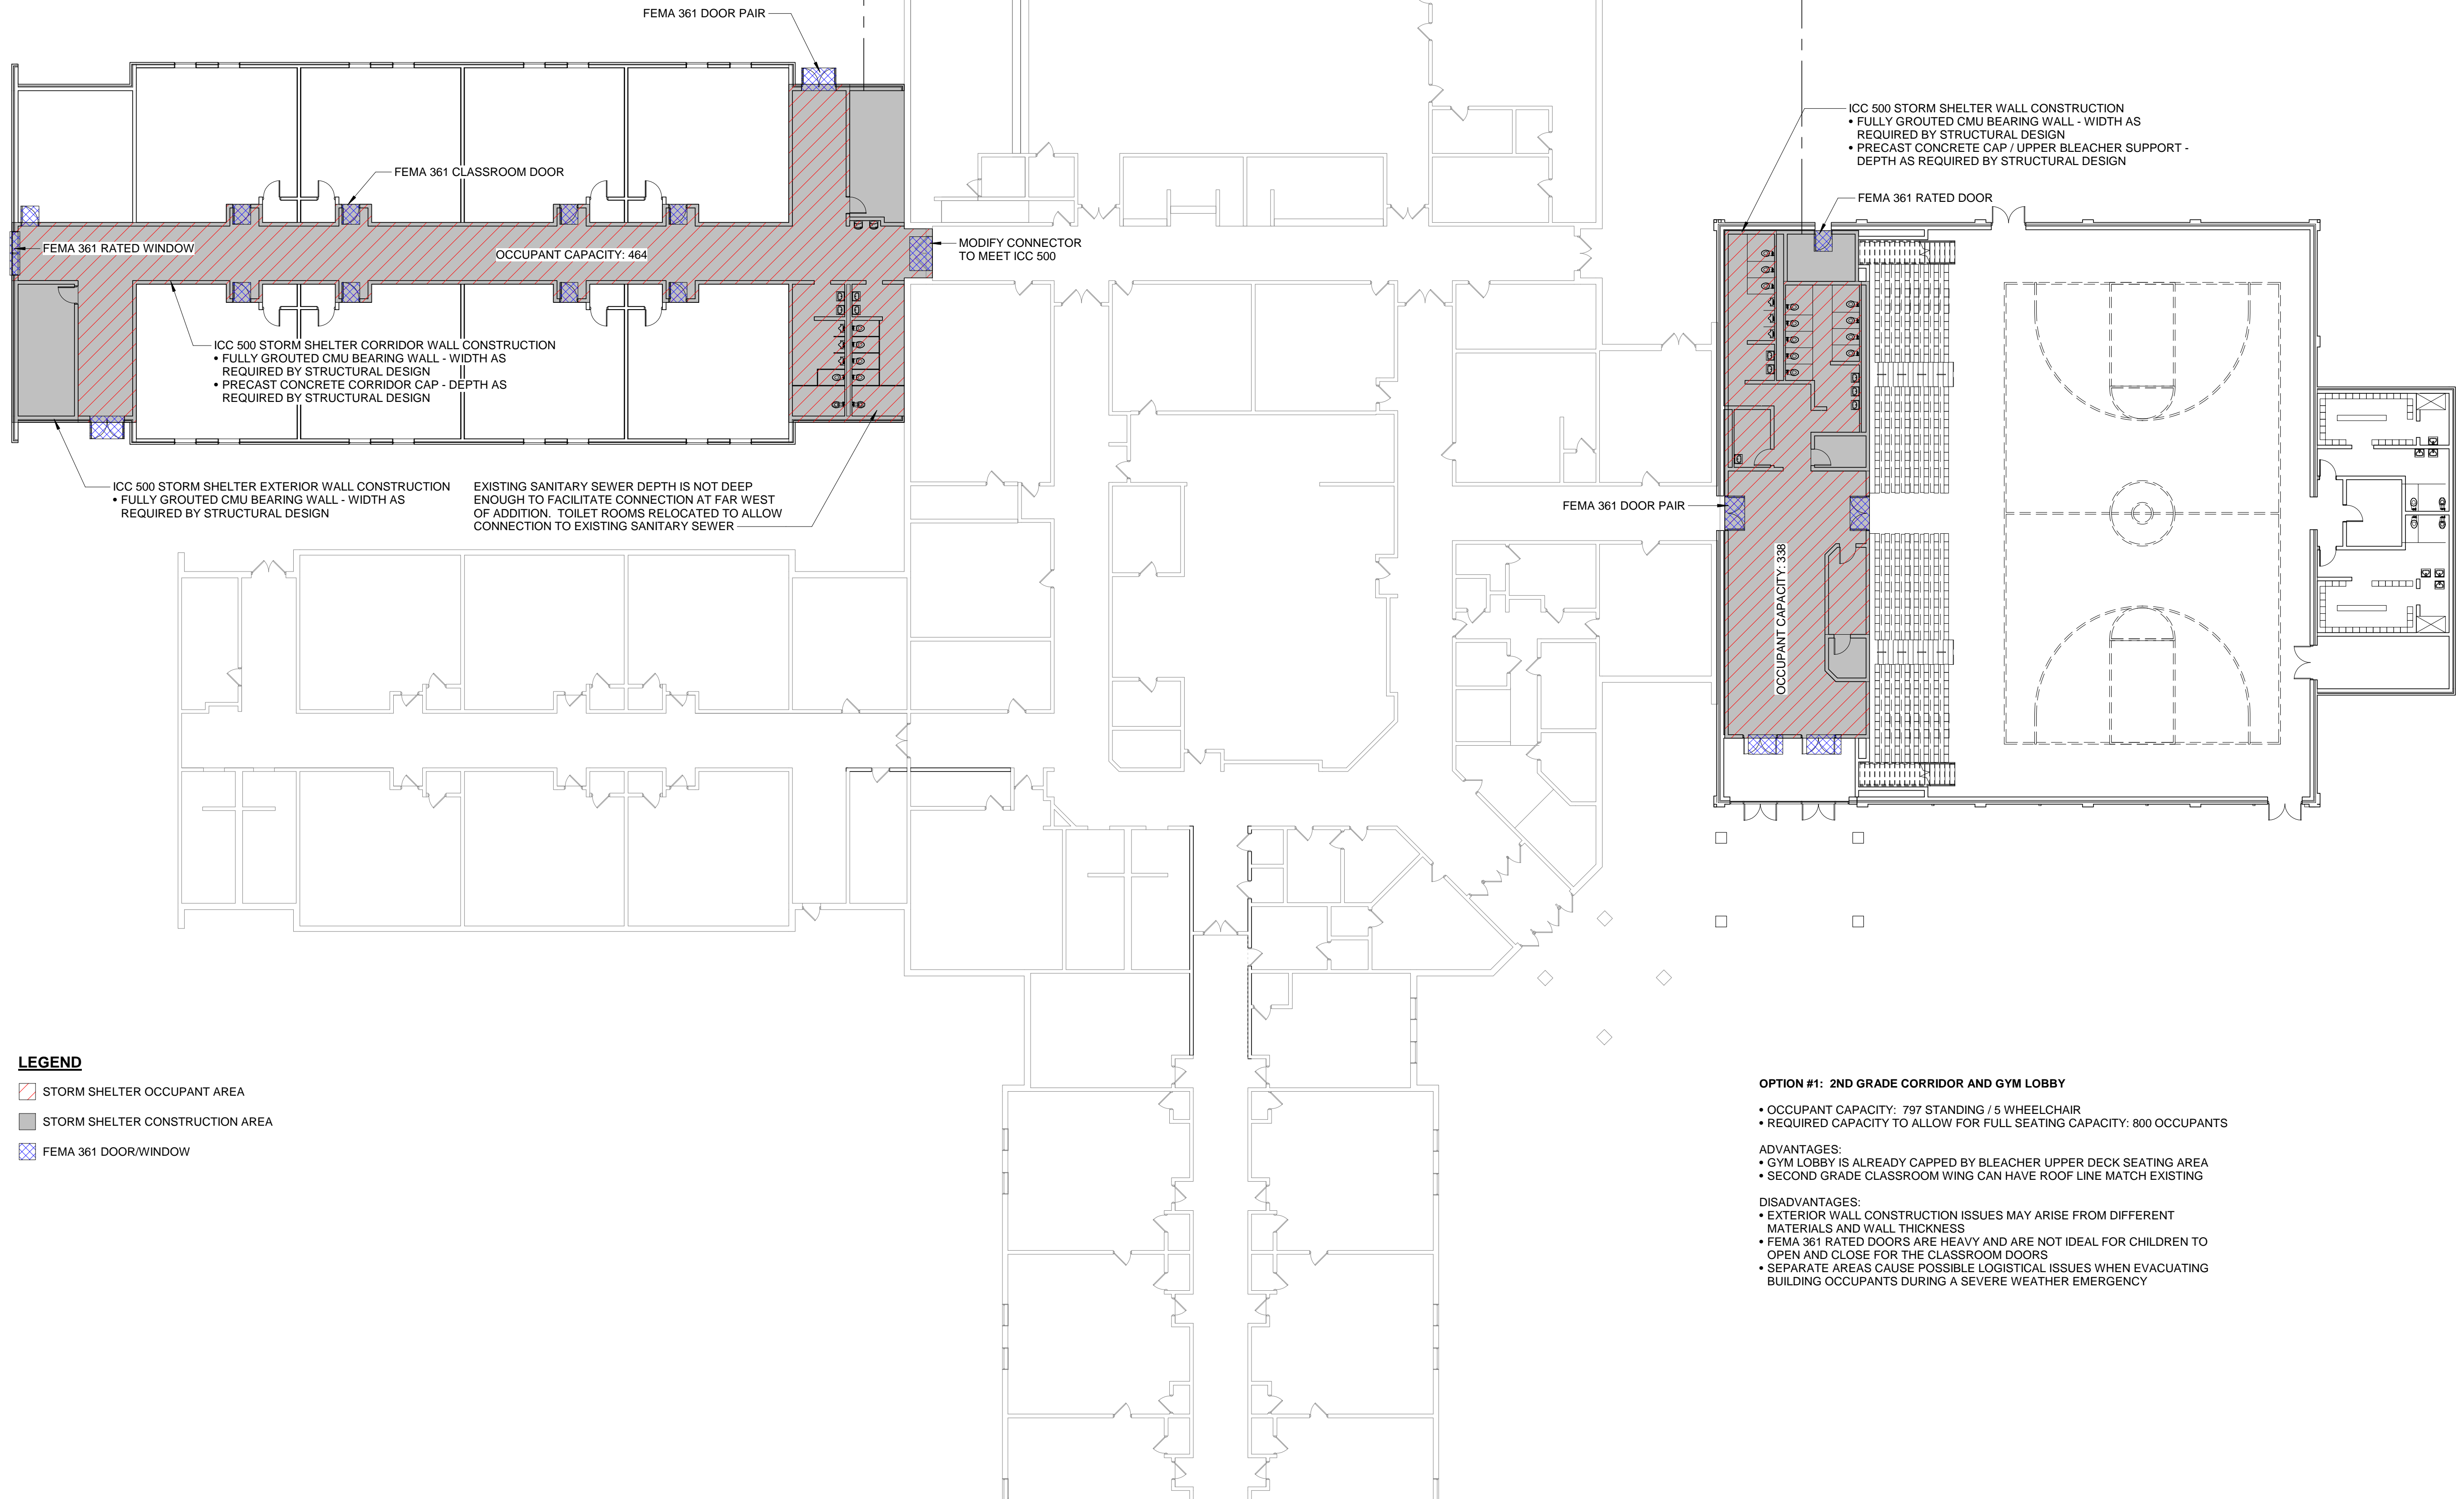 FEMA 361 DOOR PAIR
FEMA 361 CLASSROOM DOOR
FEMA 361 RATED WINDOW
OCCUPANT CAPACITY: 464
MODIFY CONNECTOR
TO MEET ICC 500
ICC 500 STORM SHELTER CORRIDOR WALL CONSTRUCTION
• FULLY GROUTED CMU BEARING WALL - WIDTH AS
REQUIRED BY STRUCTURAL DESIGN
• PRECAST CONCRETE CORRIDOR CAP - DEPTH AS
REQUIRED BY STRUCTURAL DESIGN
ICC 500 STORM SHELTER EXTERIOR WALL CONSTRUCTION
• FULLY GROUTED CMU BEARING WALL - WIDTH AS
REQUIRED BY STRUCTURAL DESIGN
EXISTING SANITARY SEWER DEPTH IS NOT DEEP
ENOUGH TO FACILITATE CONNECTION AT FAR WEST
OF ADDITION. TOILET ROOMS RELOCATED TO ALLOW
CONNECTION TO EXISTING SANITARY SEWER
ICC 500 STORM SHELTER WALL CONSTRUCTION
• FULLY GROUTED CMU BEARING WALL - WIDTH AS
REQUIRED BY STRUCTURAL DESIGN
• PRECAST CONCRETE CAP / UPPER BLEACHER SUPPORT -
DEPTH AS REQUIRED BY STRUCTURAL DESIGN
FEMA 361 RATED DOOR
FEMA 361 DOOR PAIR
OCCUPANT CAPACITY: 338
LEGEND
STORM SHELTER OCCUPANT AREA
STORM SHELTER CONSTRUCTION AREA
FEMA 361 DOOR/WINDOW
OPTION #1: 2ND GRADE CORRIDOR AND GYM LOBBY
• OCCUPANT CAPACITY: 797 STANDING / 5 WHEELCHAIR
• REQUIRED CAPACITY TO ALLOW FOR FULL SEATING CAPACITY: 800 OCCUPANTS
ADVANTAGES:
• GYM LOBBY IS ALREADY CAPPED BY BLEACHER UPPER DECK SEATING AREA
• SECOND GRADE CLASSROOM WING CAN HAVE ROOF LINE MATCH EXISTING
DISADVANTAGES:
• EXTERIOR WALL CONSTRUCTION ISSUES MAY ARISE FROM DIFFERENT
MATERIALS AND WALL THICKNESS
• FEMA 361 RATED DOORS ARE HEAVY AND ARE NOT IDEAL FOR CHILDREN TO
OPEN AND CLOSE FOR THE CLASSROOM DOORS
• SEPARATE AREAS CAUSE POSSIBLE LOGISTICAL ISSUES WHEN EVACUATING
BUILDING OCCUPANTS DURING A SEVERE WEATHER EMERGENCY